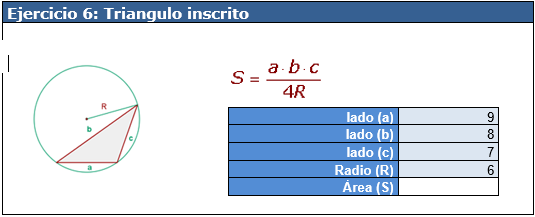 Ejercicio 6: Triangulo inscrito
S = a · b · c / 4R
R
b
c
a
lado (a) 9
lado (b) 8
lado (c) 7
Radio (R) 6
Área (S)